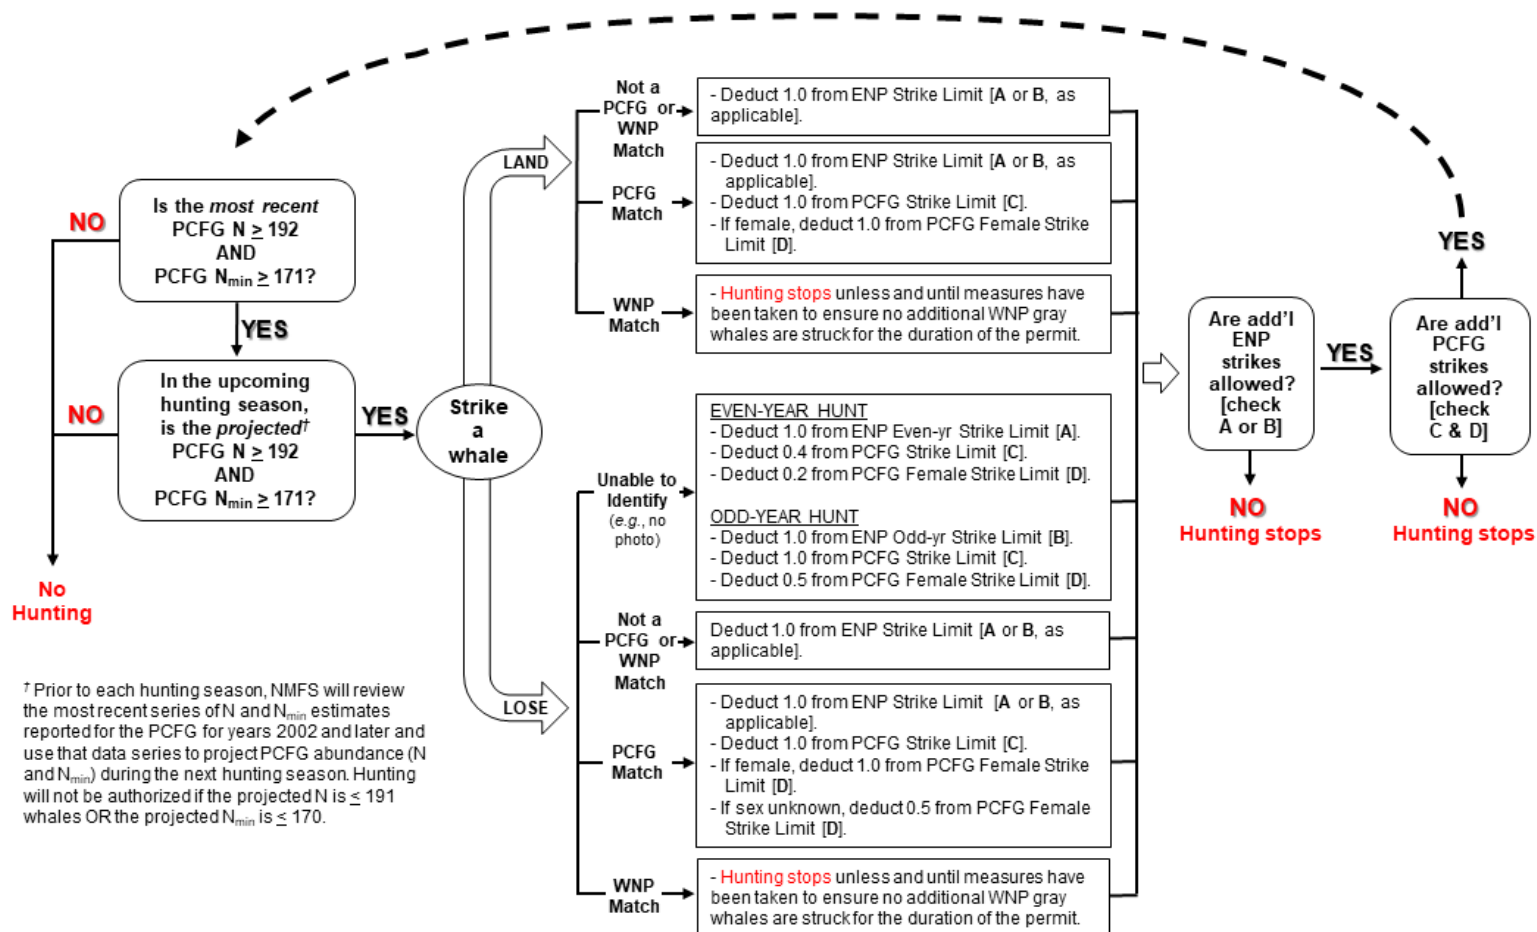 NO
Is the most recent
PCFG N ≥ 192
AND
PCFG Nmin ≥ 171?
YES
NO
In the upcoming
hunting season,
is the projected†
PCFG N ≥ 192
AND
PCFG Nmin ≥ 171?
YES
No
Hunting
† Prior to each hunting season, NMFS will review
the most recent series of N and Nmin estimates
reported for the PCFG for years 2002 and later and
use that data series to project PCFG abundance (N
and Nmin) during the next hunting season. Hunting
will not be authorized if the projected N is ≤ 191
whales OR the projected Nmin is ≤ 170.
Strike
a
whale
LAND
Not a
PCFG or
WNP
Match
- Deduct 1.0 from ENP Strike Limit [A or B, as
applicable].
PCFG
Match
- Deduct 1.0 from ENP Strike Limit [A or B, as
applicable].
- Deduct 1.0 from PCFG Strike Limit [C].
- If female, deduct 1.0 from PCFG Female Strike
Limit [D].
WNP
Match
- Hunting stops unless and until measures have
been taken to ensure no additional WNP gray
whales are struck for the duration of the permit.
LOSE
Unable to
Identify
(e.g., no
photo)
EVEN-YEAR HUNT
- Deduct 1.0 from ENP Even-yr Strike Limit [A].
- Deduct 0.4 from PCFG Strike Limit [C].
- Deduct 0.2 from PCFG Female Strike Limit [D].
ODD-YEAR HUNT
- Deduct 1.0 from ENP Odd-yr Strike Limit [B].
- Deduct 1.0 from PCFG Strike Limit [C].
- Deduct 0.5 from PCFG Female Strike Limit [D].
Not a
PCFG or
WNP
Match
Deduct 1.0 from ENP Strike Limit [A or B, as
applicable].
PCFG
Match
- Deduct 1.0 from ENP Strike Limit [A or B, as
applicable].
- Deduct 1.0 from PCFG Strike Limit [C].
- If female, deduct 1.0 from PCFG Female Strike
Limit [D].
- If sex unknown, deduct 0.5 from PCFG Female
Strike Limit [D].
WNP
Match
- Hunting stops unless and until measures have
been taken to ensure no additional WNP gray
whales are struck for the duration of the permit.
Are add'l
ENP
strikes
allowed?
[check
A or B]
NO
Hunting stops
YES
Are add'l
PCFG
strikes
allowed?
[check
C & D]
YES
NO
Hunting stops